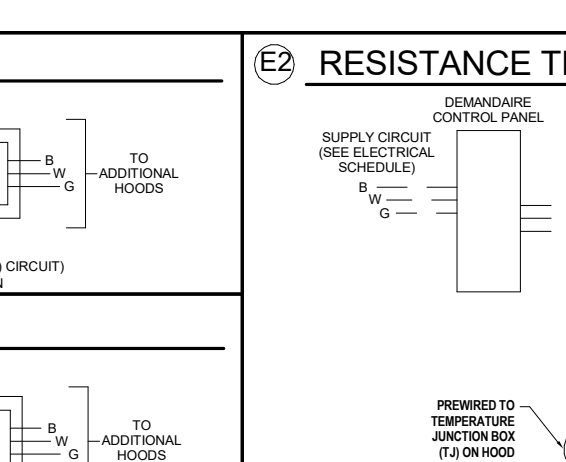 B
W
G
TO
ADDITIONAL
HOODS
) CIRCUIT)
B
W
G
TO
ADDITIONAL
HOODS
E2 RESISTANCE
DEMANDAIRE
CONTROL PANEL
SUPPLY CIRCUIT
(SEE ELECTRICAL
SCHEDULE)
B
W
G
PREWIRED TO
TEMPERATURE
JUNCTION BOX
(TJ) ON HOOD